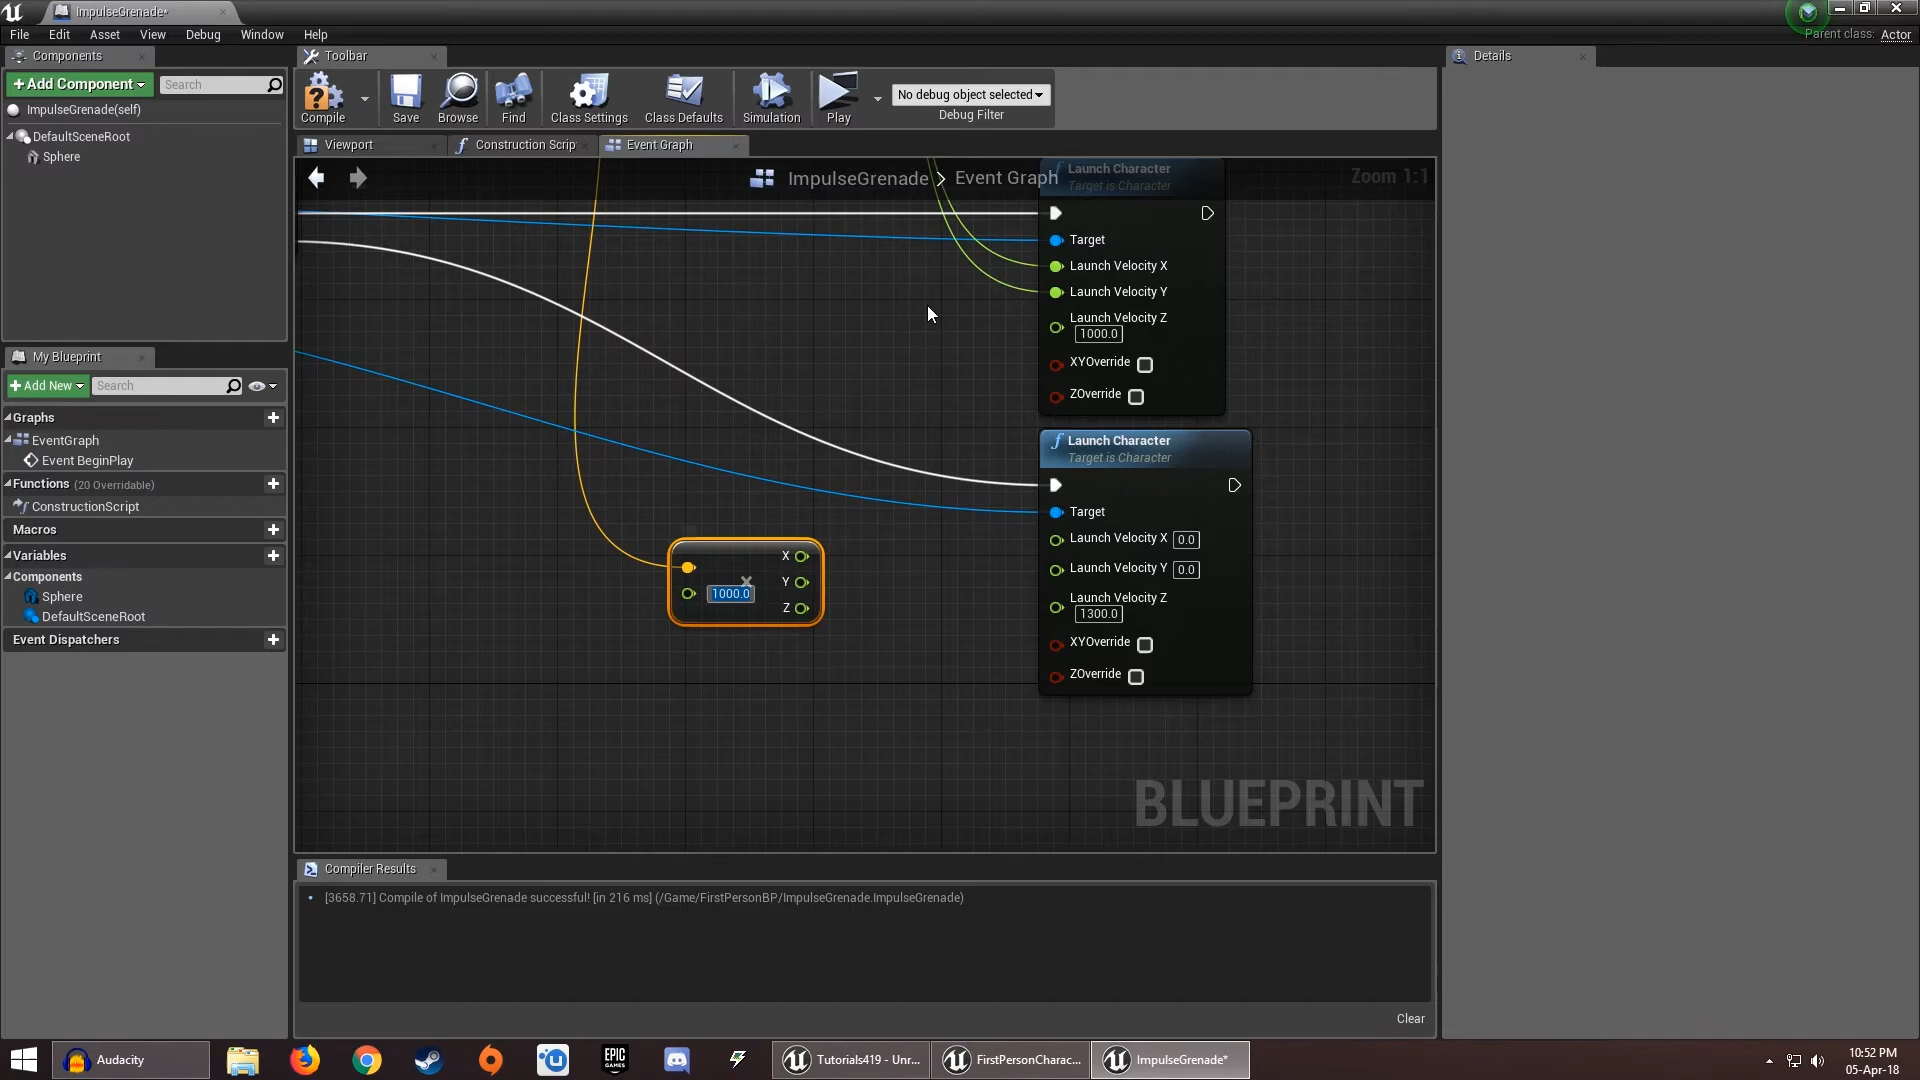 ImpulseGrenade*
File Edit Asset View Debug Window Help
Parent class: Actor
Components
+Add Component
Search
ImpulseGrenade(self)
DefaultSceneRoot
Sphere
Toolbar
Compile
Save
Browse
Find
Class Settings
Class Defaults
Simulation
Play
No debug object selected
Debug Filter
Details
Viewport
Construction Scrip
Event Graph
ImpulseGrenade > Event Graph
Zoom 1:1
Launch Character
Target is Character
Target
Launch Velocity X
Launch Velocity Y
Launch Velocity Z
1000.0
XYOverride
ZOverride
Launch Character
Target is Character
Target
Launch Velocity X 0.0
Launch Velocity Y 0.0
Launch Velocity Z
1300.0
XYOverride
ZOverride
X
Y
1000.0
Z
BLUEPRINT
My Blueprint
+Add New
Search
Graphs
EventGraph
Event BeginPlay
Functions (20 Overridable)
ConstructionScript
Macros
Variables
Components
Sphere
DefaultSceneRoot
Event Dispatchers
Compiler Results
[3658.71] Compile of ImpulseGrenade successful! [in 216 ms] (/Game/FirstPersonBP/ImpulseGrenade.ImpulseGrenade)
Clear
Audacity
EPIC
GAMES
Tutorials419 - Unr...
FirstPersonCharac...
ImpulseGrenade*
10:52 PM
05-Apr-18